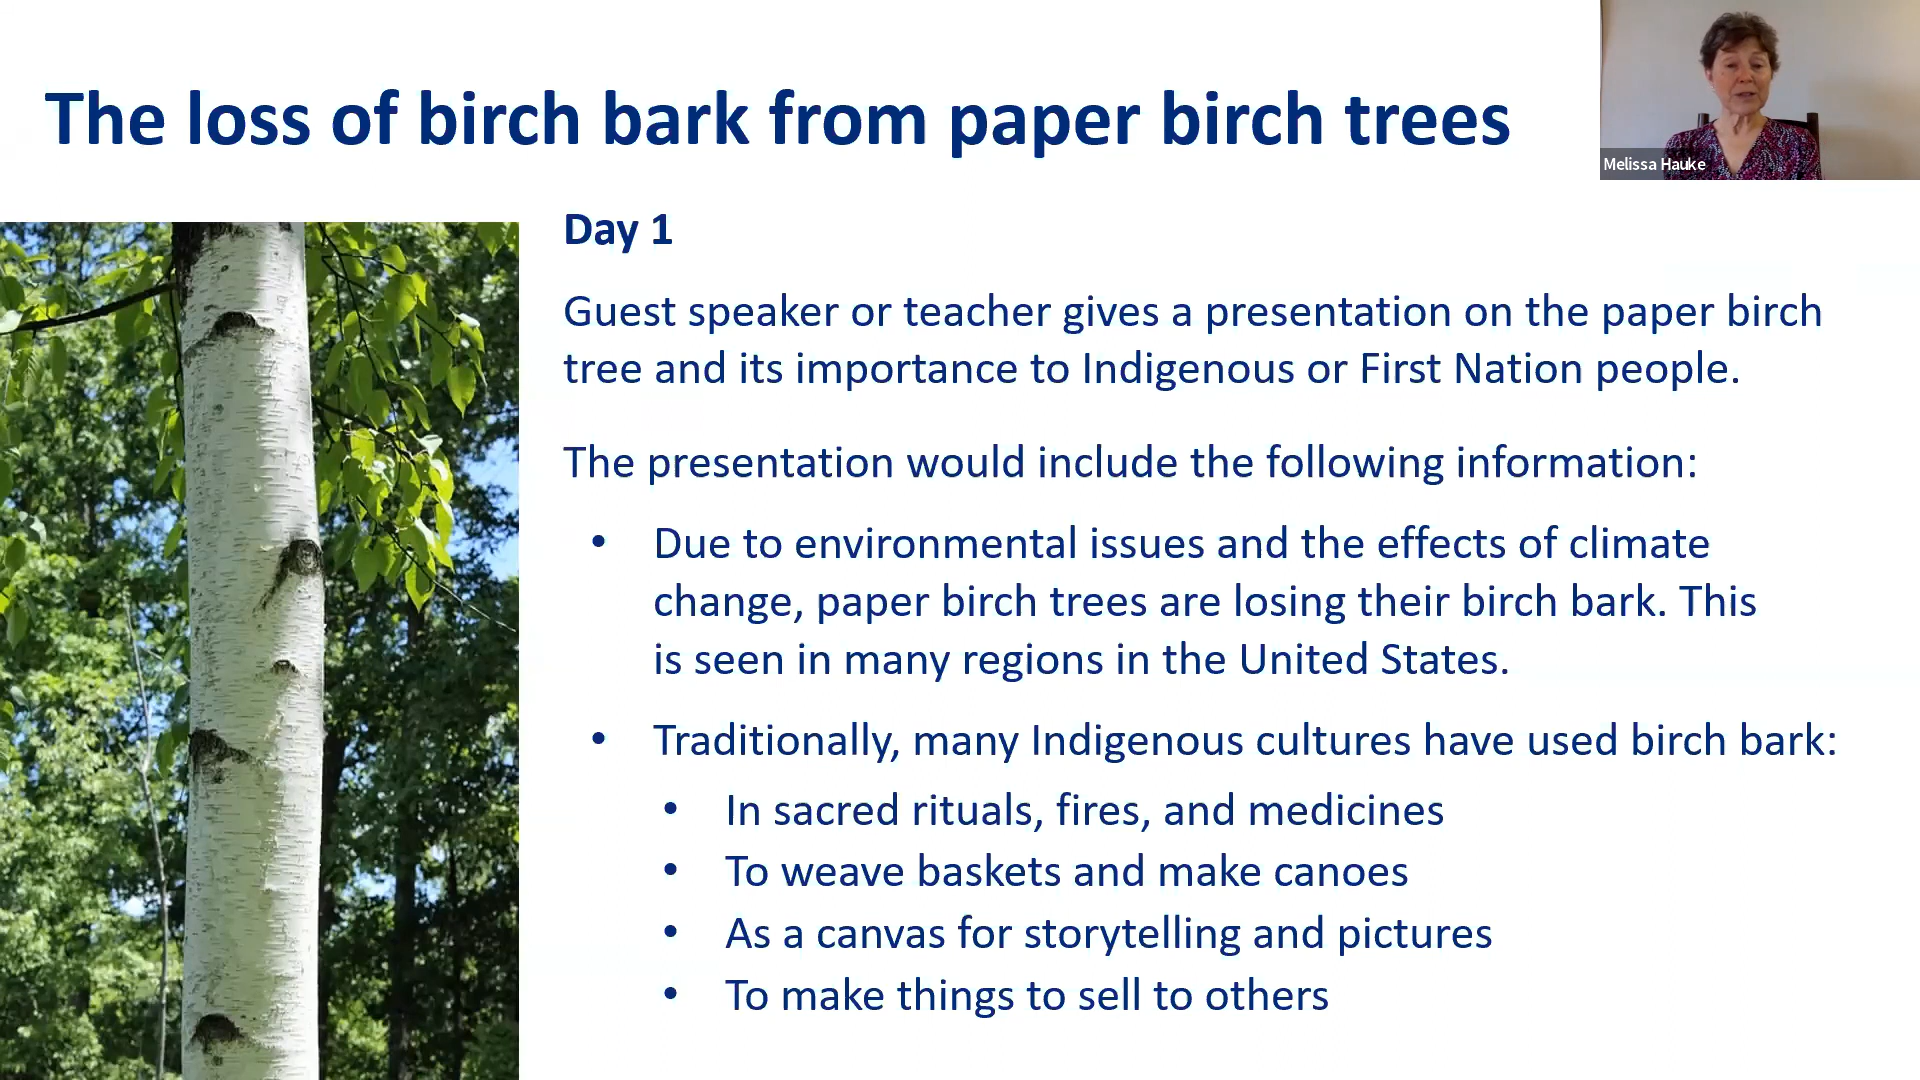 The loss of birch bark from paper birch trees
Melissa Hauke
Day 1
Guest speaker or teacher gives a presentation on the paper birch
tree and its importance to Indigenous or First Nation people.
The presentation would include the following information:
• Due to environmental issues and the effects of climate
change, paper birch trees are losing their birch bark. This
is seen in many regions in the United States.
• Traditionally, many Indigenous cultures have used birch bark:
• In sacred rituals, fires, and medicines
• To weave baskets and make canoes
• As a canvas for storytelling and pictures
• To make things to sell to others